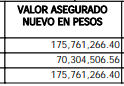 VALOR ASEGURADO
NUEVO EN PESOS
175,761,266.40
70,304,506.56
175,761,266.40